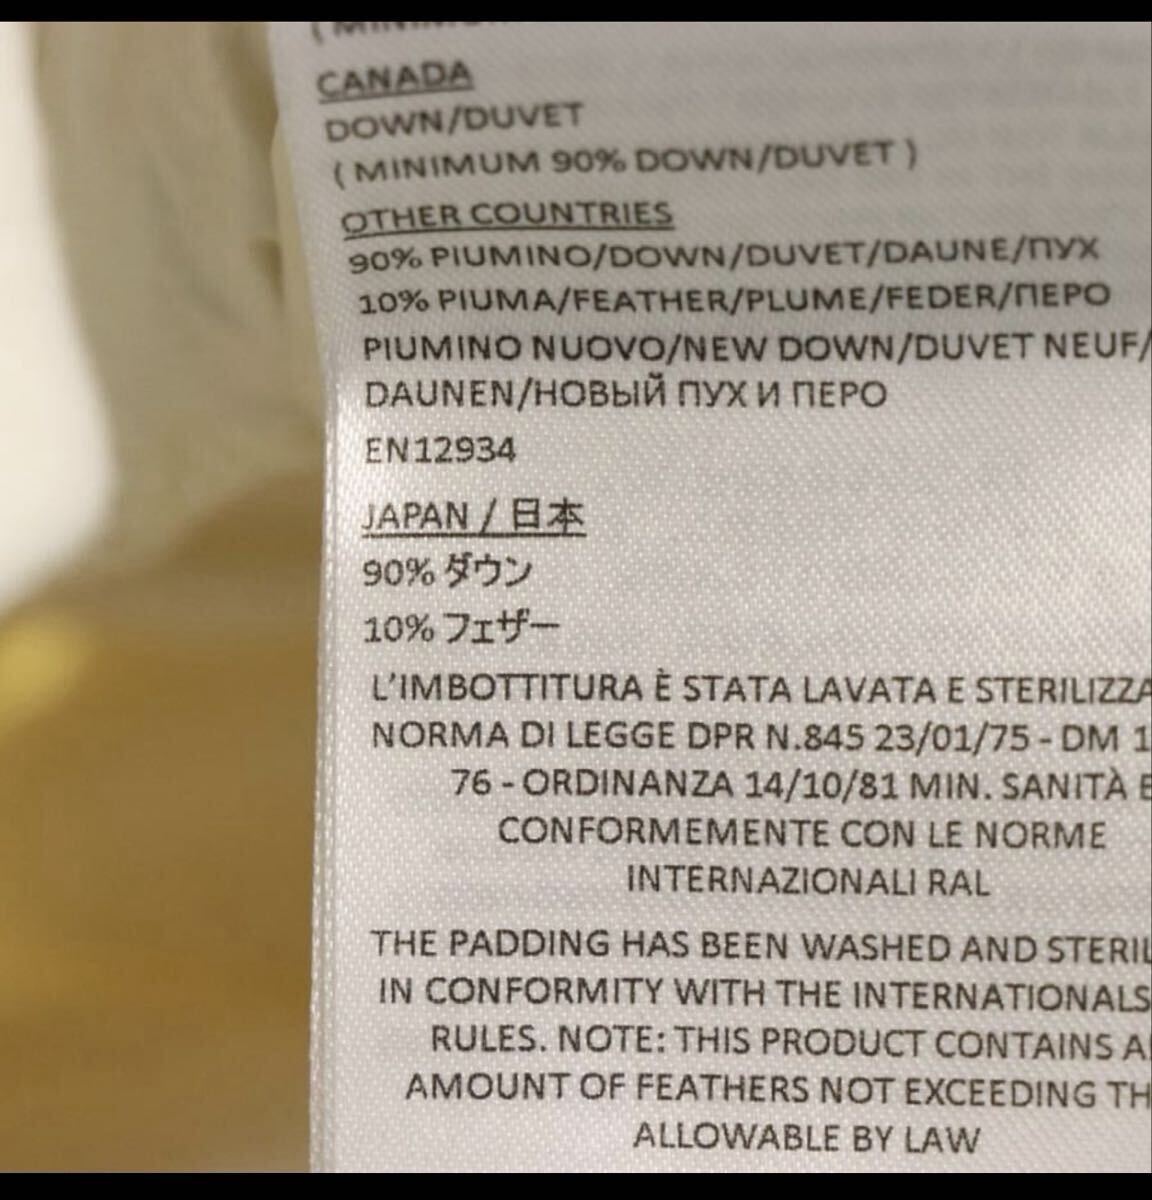 CANADA
DOWN/DUVET
( MINIMUM 90% DOWN/DUVET )
OTHER COUNTRIES
90% PIUMINO/DOWN/DUVET/DAUNE/ПУХ
10% PIUMA/FEATHER/PLUME/FEDER/ПЕРО
PIUMINO NUOVO/NEW DOWN/DUVET NEUF/
DAUNEN/НОВЫЙ ПУХ И ПЕРО
EN12934
JAPAN / 日本
90% ダウン
10% フェザー
L'IMBOTTITURA È STATA LAVATA E STERILIZZA
NORMA DI LEGGE DPR N.845 23/01/75 - DM 1
76 - ORDINANZA 14/10/81 MIN. SANITÀ E
CONFORMEMENTE CON LE NORME
INTERNAZIONALI RAL
THE PADDING HAS BEEN WASHED AND STERIL
IN CONFORMITY WITH THE INTERNATIONALS
RULES. NOTE: THIS PRODUCT CONTAINS A
AMOUNT OF FEATHERS NOT EXCEEDING TH
ALLOWABLE BY LAW